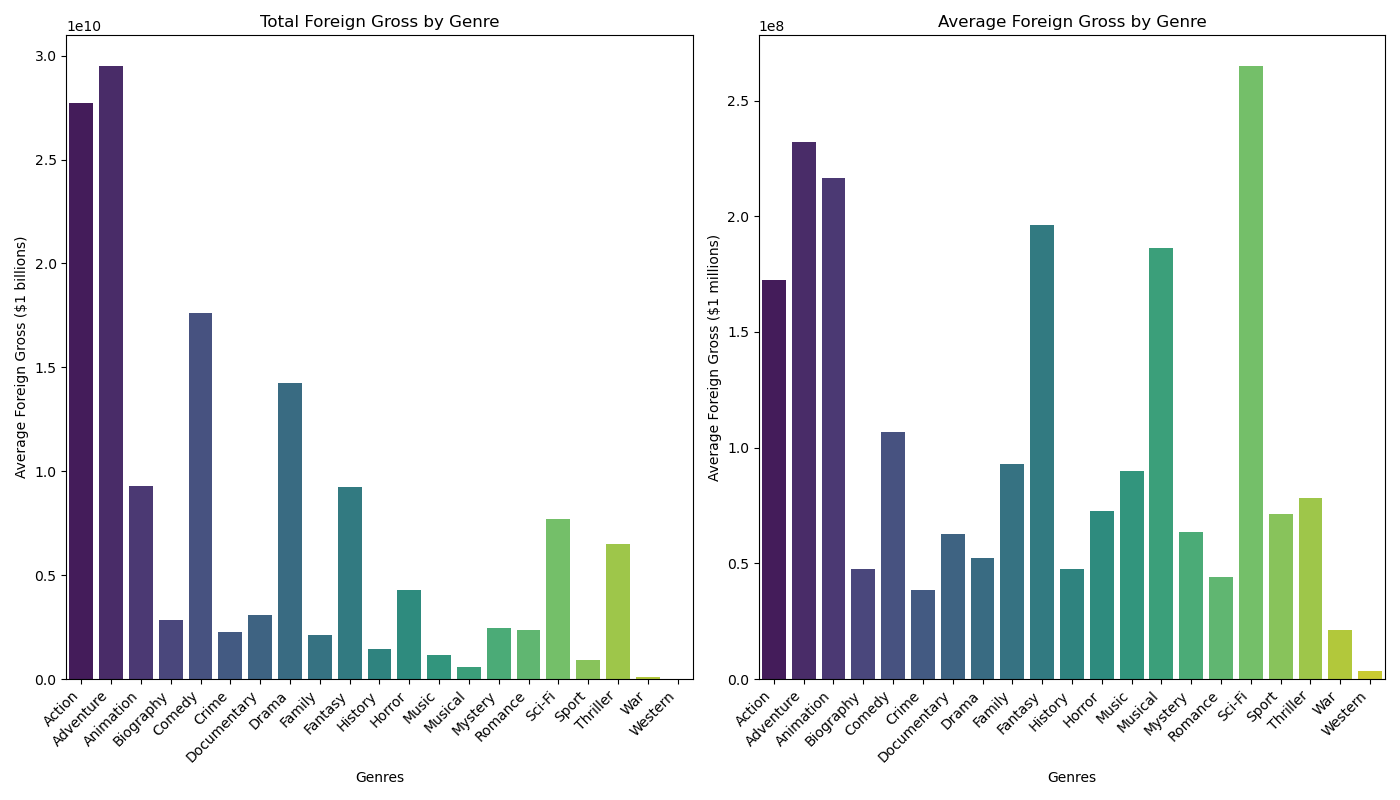 Total Foreign Gross by Genre
1e10
3.0
2.5
2.0
1.5
1.0
0.5
0.0
Average Foreign Gross ($1 billions)
Action
Adventure
Animation
Biography
Comedy
Crime
Documentary
Drama
Family
Fantasy
History
Horror
Music
Musical
Mystery
Romance
Sci-Fi
Sport
Thriller
War
Western
Genres
Average Foreign Gross by Genre
1e8
2.5
2.0
1.5
1.0
0.5
0.0
Average Foreign Gross ($1 millions)
Action
Adventure
Animation
Biography
Comedy
Crime
Documentary
Drama
Family
Fantasy
History
Horror
Music
Musical
Mystery
Romance
Sci-Fi
Sport
Thriller
War
Western
Genres